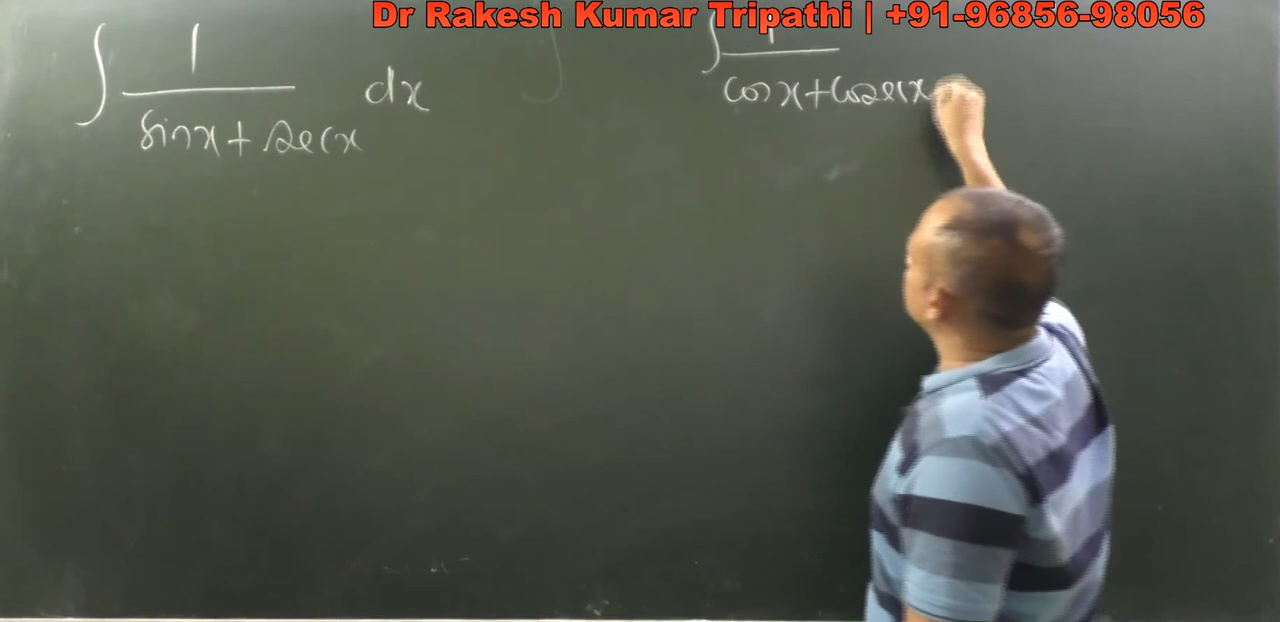 Dr Rakesh Kumar Tripathi | +91-96856-98056
∫ 1 / (sinx + secx) dx
∫ 1 / (cosx + cosecx)